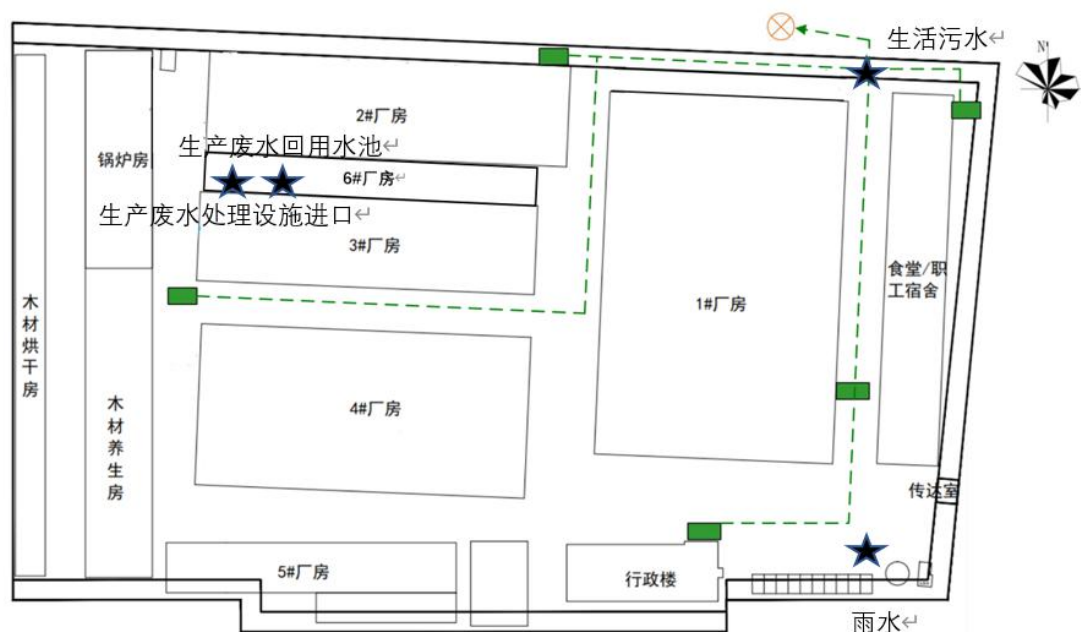 生活污水↵
N
2#厂房
生产废水回用水池↵
锅炉房
6#厂房↵
生产废水处理设施进口↵
3#厂房
食堂/职
工宿舍
1#厂房
木材烘干房
木材养生房
4#厂房
传达室
5#厂房
行政楼
雨水↵